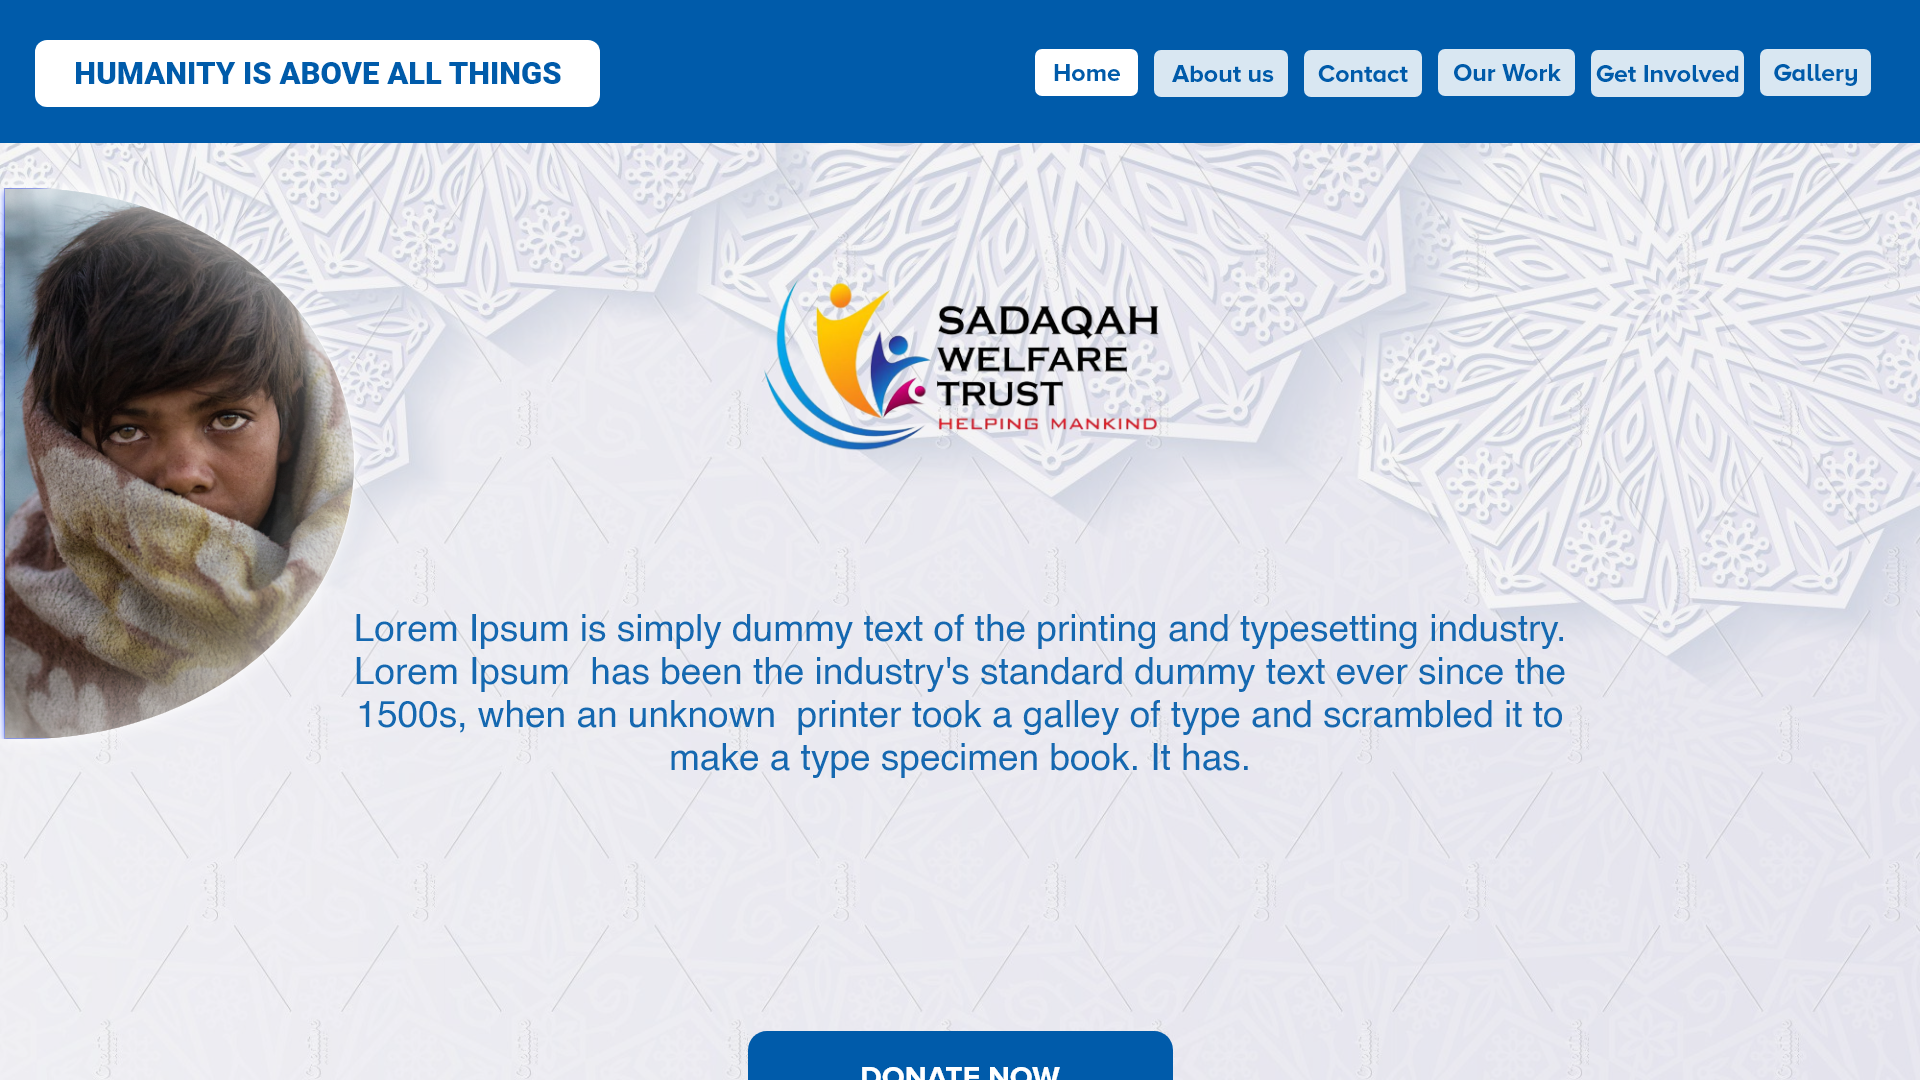 HUMANITY IS ABOVE ALL THINGS
Home About us Contact Our Work Get Involved Gallery
SADAQAH
WELFARE
TRUST
HELPING MANKIND
Lorem Ipsum is simply dummy text of the printing and typesetting industry.
Lorem Ipsum has been the industry's standard dummy text ever since the
1500s, when an unknown printer took a galley of type and scrambled it to
make a type specimen book. It has.
DONATE NOW